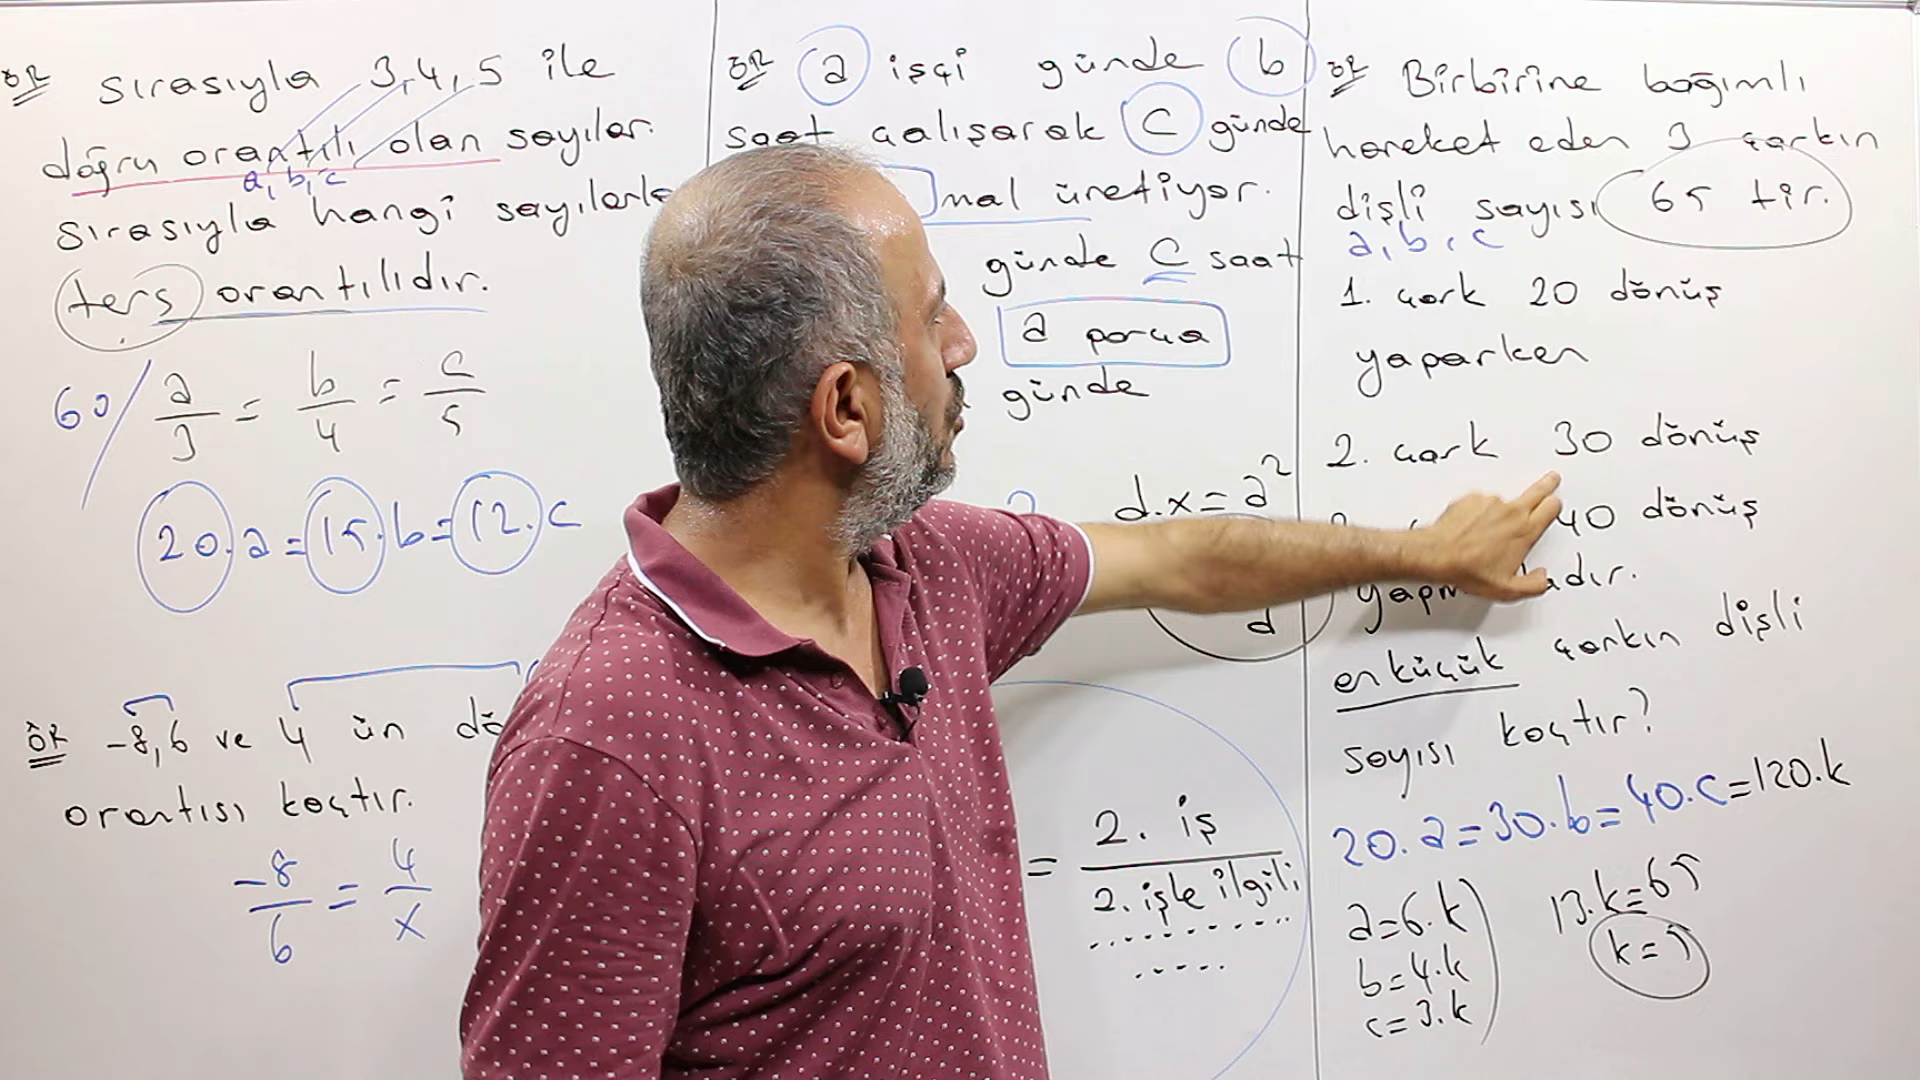 ÖR Sırasıyla 3,4,5 ile
doğru orantılı olan sayılar.
a, b, c
sırasıyla hangi sayılarla
ters orantılıdır.
60/ a/3 = b/4 = c/5
20.a=15.b=12.c
ÖR -8,6 ve 4 ün
orantısı kaçtır.
-8/6 = 4/x
ÖR a işçi günde b
saat çalışarak c günde
mal üretiyor.
günde c saat
a parça
günde
d.x=a²
d
= 2. iş / 2. işle ilgili
..........
.....
ÖR Birbirine bağımlı
hareket eden 3 çarkın
dişli sayısı 65 tir.
a, b, c
1. çark 20 dönüş
yaparken
2. çark 30 dönüş
40 dönüş
en küçük çarkın dişli
sayısı kaçtır?
20.a=30.b=40.c=120.k
a=6.k
b=4.k
c=3.k
13.k=65
k=5